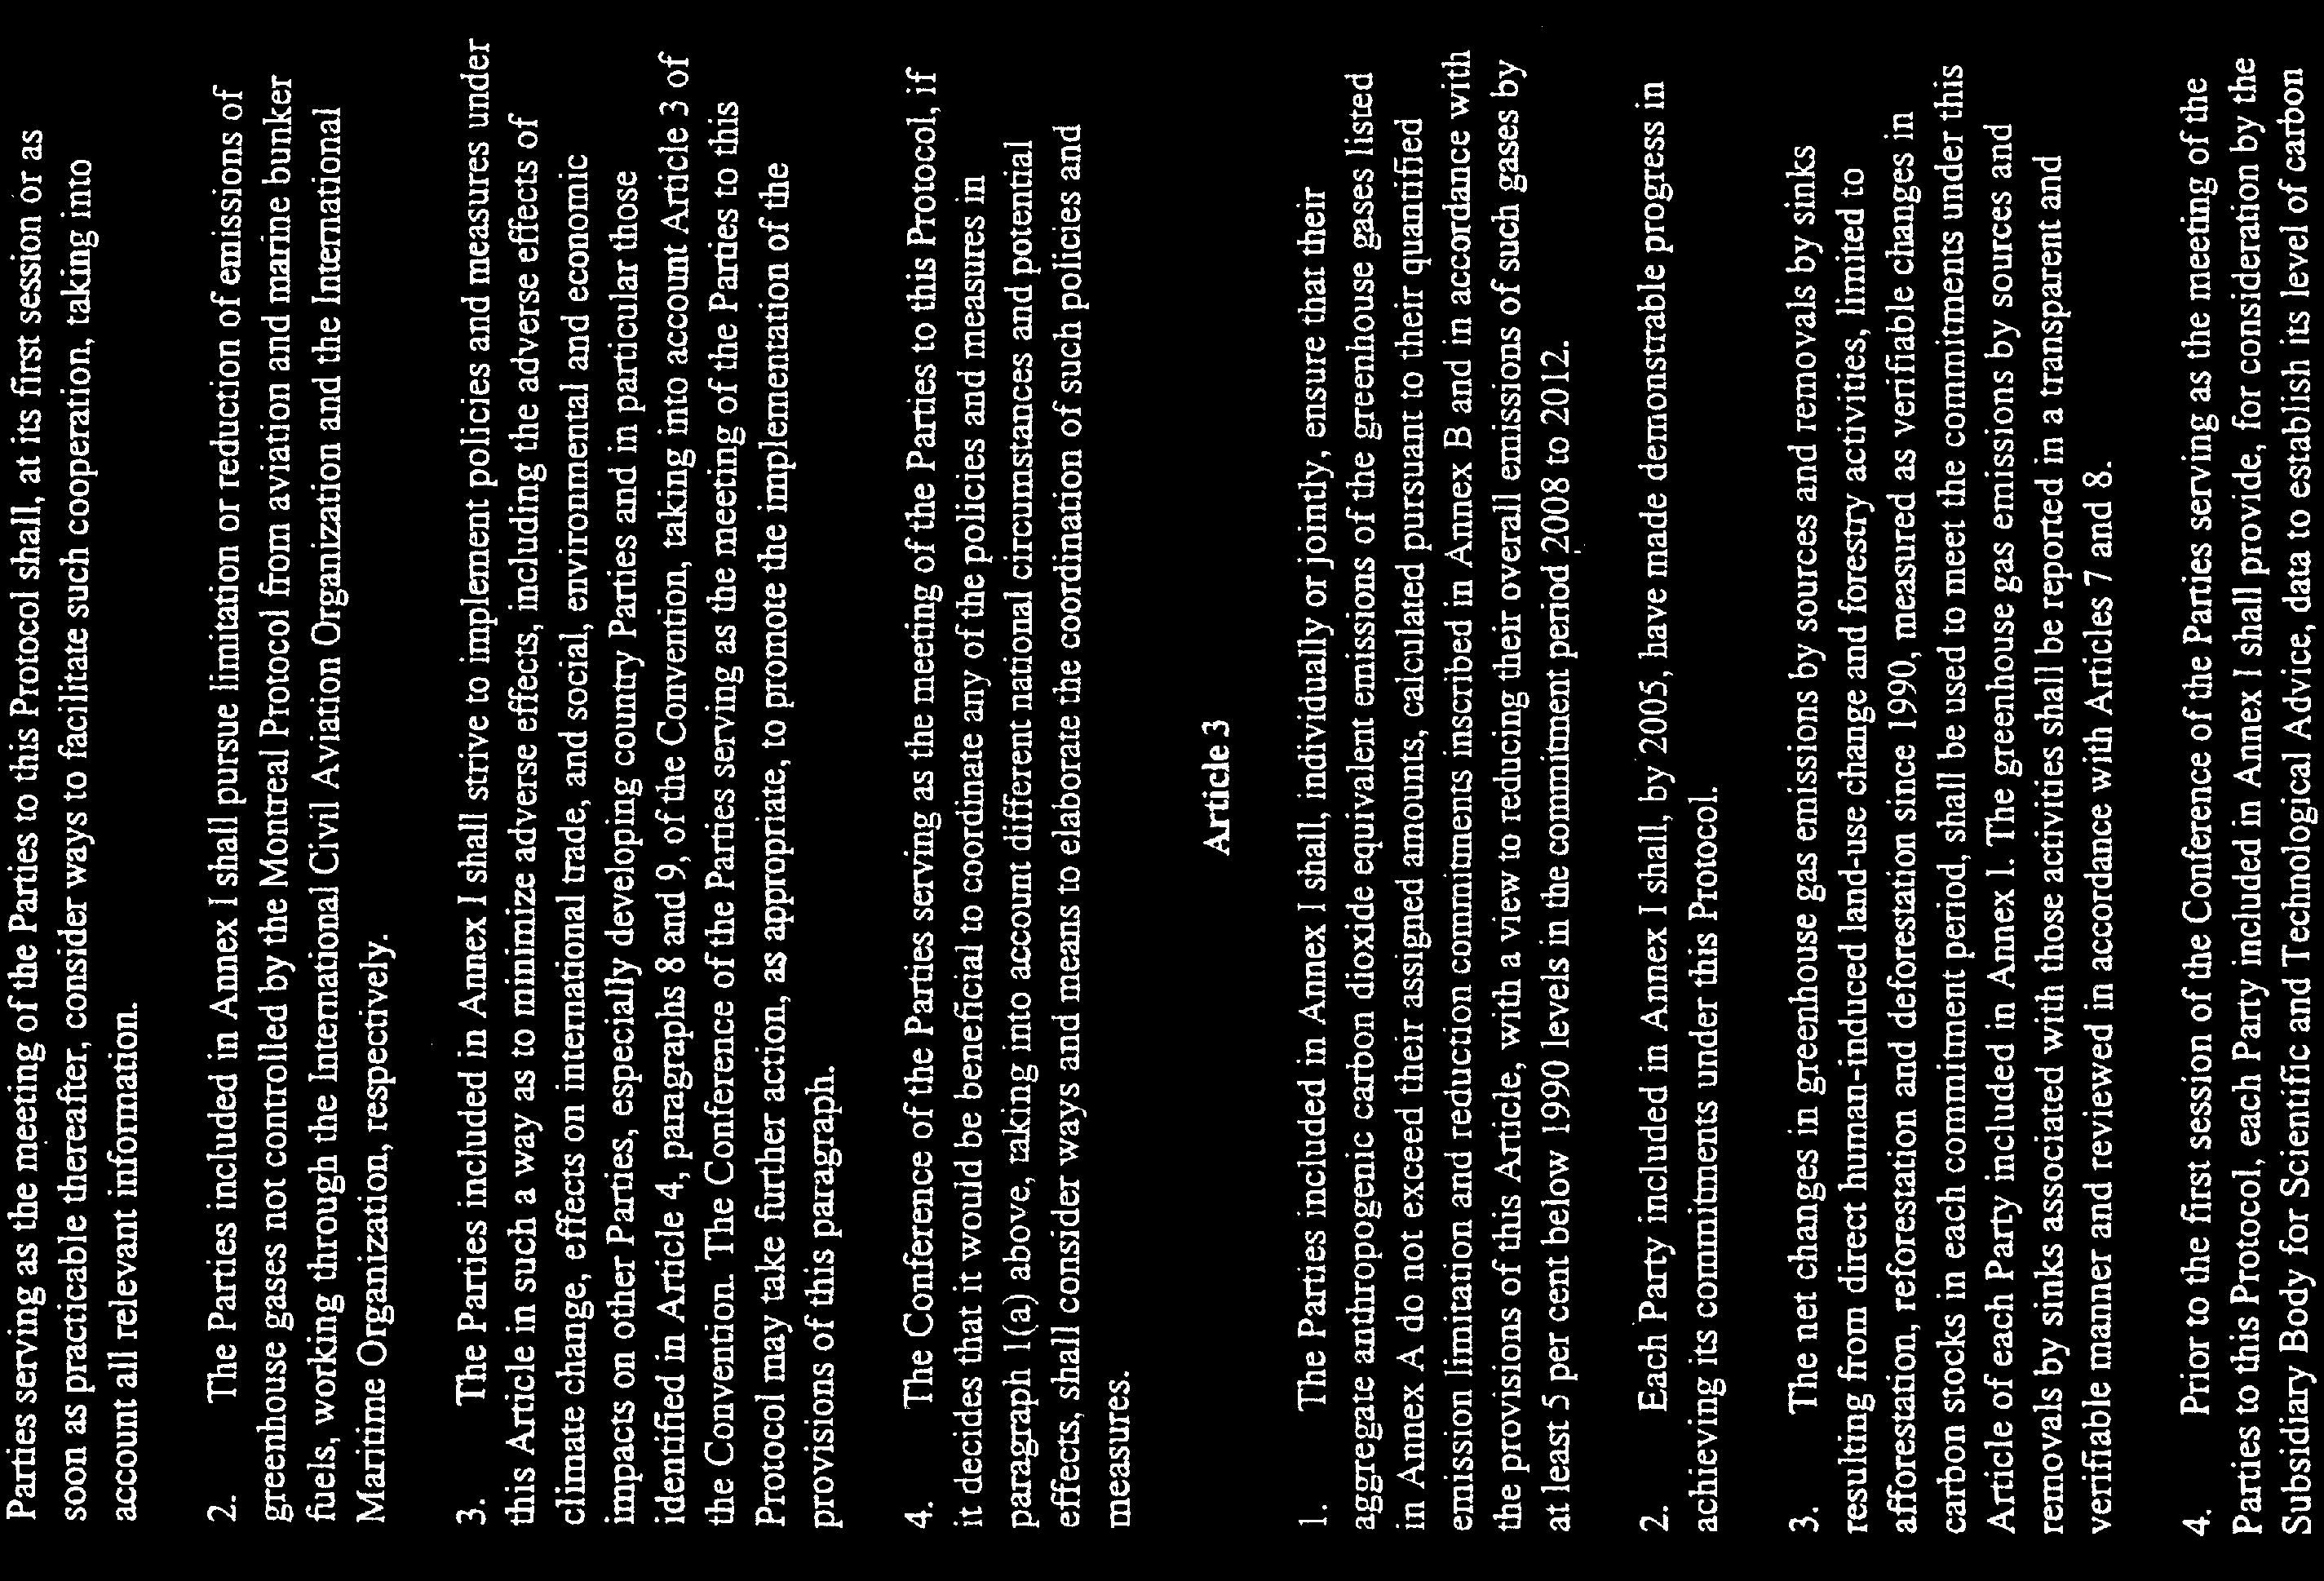 Parties serving as the meeting of the Parties to this Protocol shall, at its first session or as
soon as practicable thereafter, consider ways to facilitate such cooperation, taking into
account all relevant information.
2. The Parties included in Annex I shall pursue limitation or reduction of emissions of
greenhouse gases not controlled by the Montreal Protocol from aviation and marine bunker
fuels, working through the International Civil Aviation Organization and the International
Maritime Organization, respectively.
3. The Parties included in Annex I shall strive to implement policies and measures under
this Article in such a way as to minimize adverse effects, including the adverse effects of
climate change, effects on international trade, and social, environmental and economic
impacts on other Parties, especially developing country Parties and in particular those
identified in Article 4, paragraphs 8 and 9, of the Convention, taking into account Article 3 of
the Convention. The Conference of the Parties serving as the meeting of the Parties to this
Protocol may take further action, as appropriate, to promote the implementation of the
provisions of this paragraph.
4. The Conference of the Parties serving as the meeting of the Parties to this Protocol, if
it decides that it would be beneficial to coordinate any of the policies and measures in
paragraph 1(a) above, taking into account different national circumstances and potential
effects, shall consider ways and means to elaborate the coordination of such policies and
measures.
Article 3
1. The Parties included in Annex I shall, individually or jointly, ensure that their
aggregate anthropogenic carbon dioxide equivalent emissions of the greenhouse gases listed
in Annex A do not exceed their assigned amounts, calculated pursuant to their quantified
emission limitation and reduction commitments inscribed in Annex B and in accordance with
the provisions of this Article, with a view to reducing their overall emissions of such gases by
at least 5 per cent below 1990 levels in the commitment period 2008 to 2012.
2. Each Party included in Annex I shall, by 2005, have made demonstrable progress in
achieving its commitments under this Protocol.
3. The net changes in greenhouse gas emissions by sources and removals by sinks
resulting from direct human-induced land-use change and forestry activities, limited to
afforestation, reforestation and deforestation since 1990, measured as verifiable changes in
carbon stocks in each commitment period, shall be used to meet the commitments under this
Article of each Party included in Annex I. The greenhouse gas emissions by sources and
removals by sinks associated with those activities shall be reported in a transparent and
verifiable manner and reviewed in accordance with Articles 7 and 8.
4. Prior to the first session of the Conference of the Parties serving as the meeting of the
Parties to this Protocol, each Party included in Annex I shall provide, for consideration by the
Subsidiary Body for Scientific and Technological Advice, data to establish its level of carbon